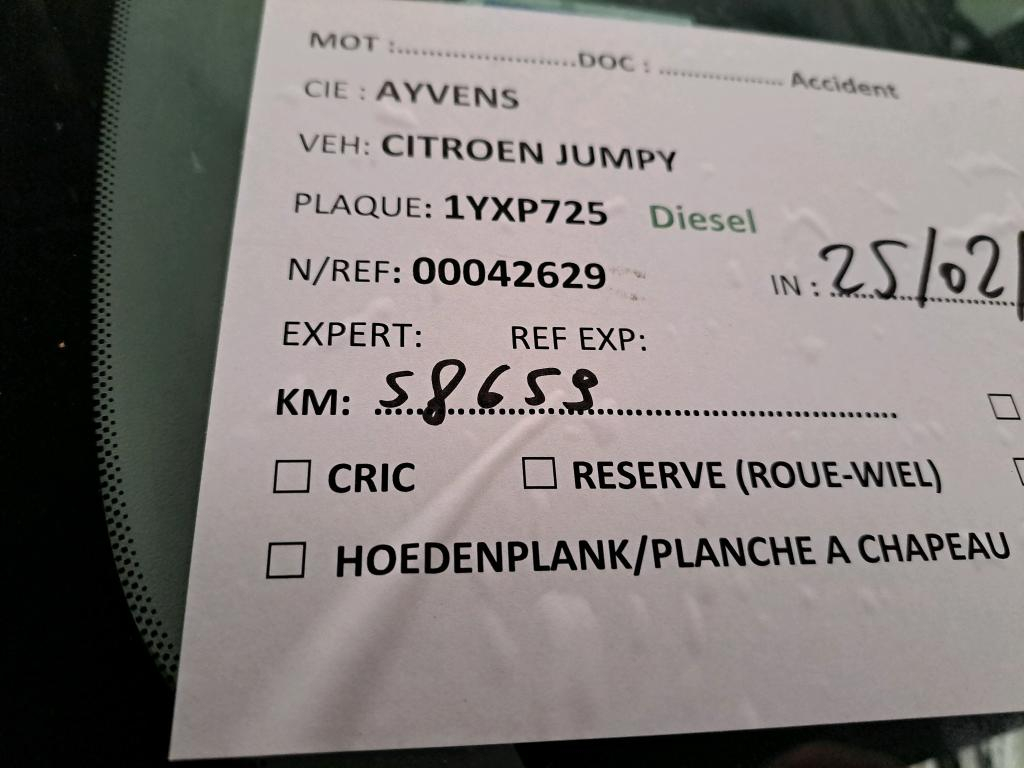 MOT :........................DOC : .................. Accident
CIE : AYVENS
VEH: CITROEN JUMPY
PLAQUE: 1YXP725 Diesel
N/REF: 00042629 IN : 25/02/
EXPERT: REF EXP:
KM: 58659
☐ CRIC ☐ RESERVE (ROUE-WIEL)
☐ HOEDENPLANK/PLANCHE A CHAPEAU